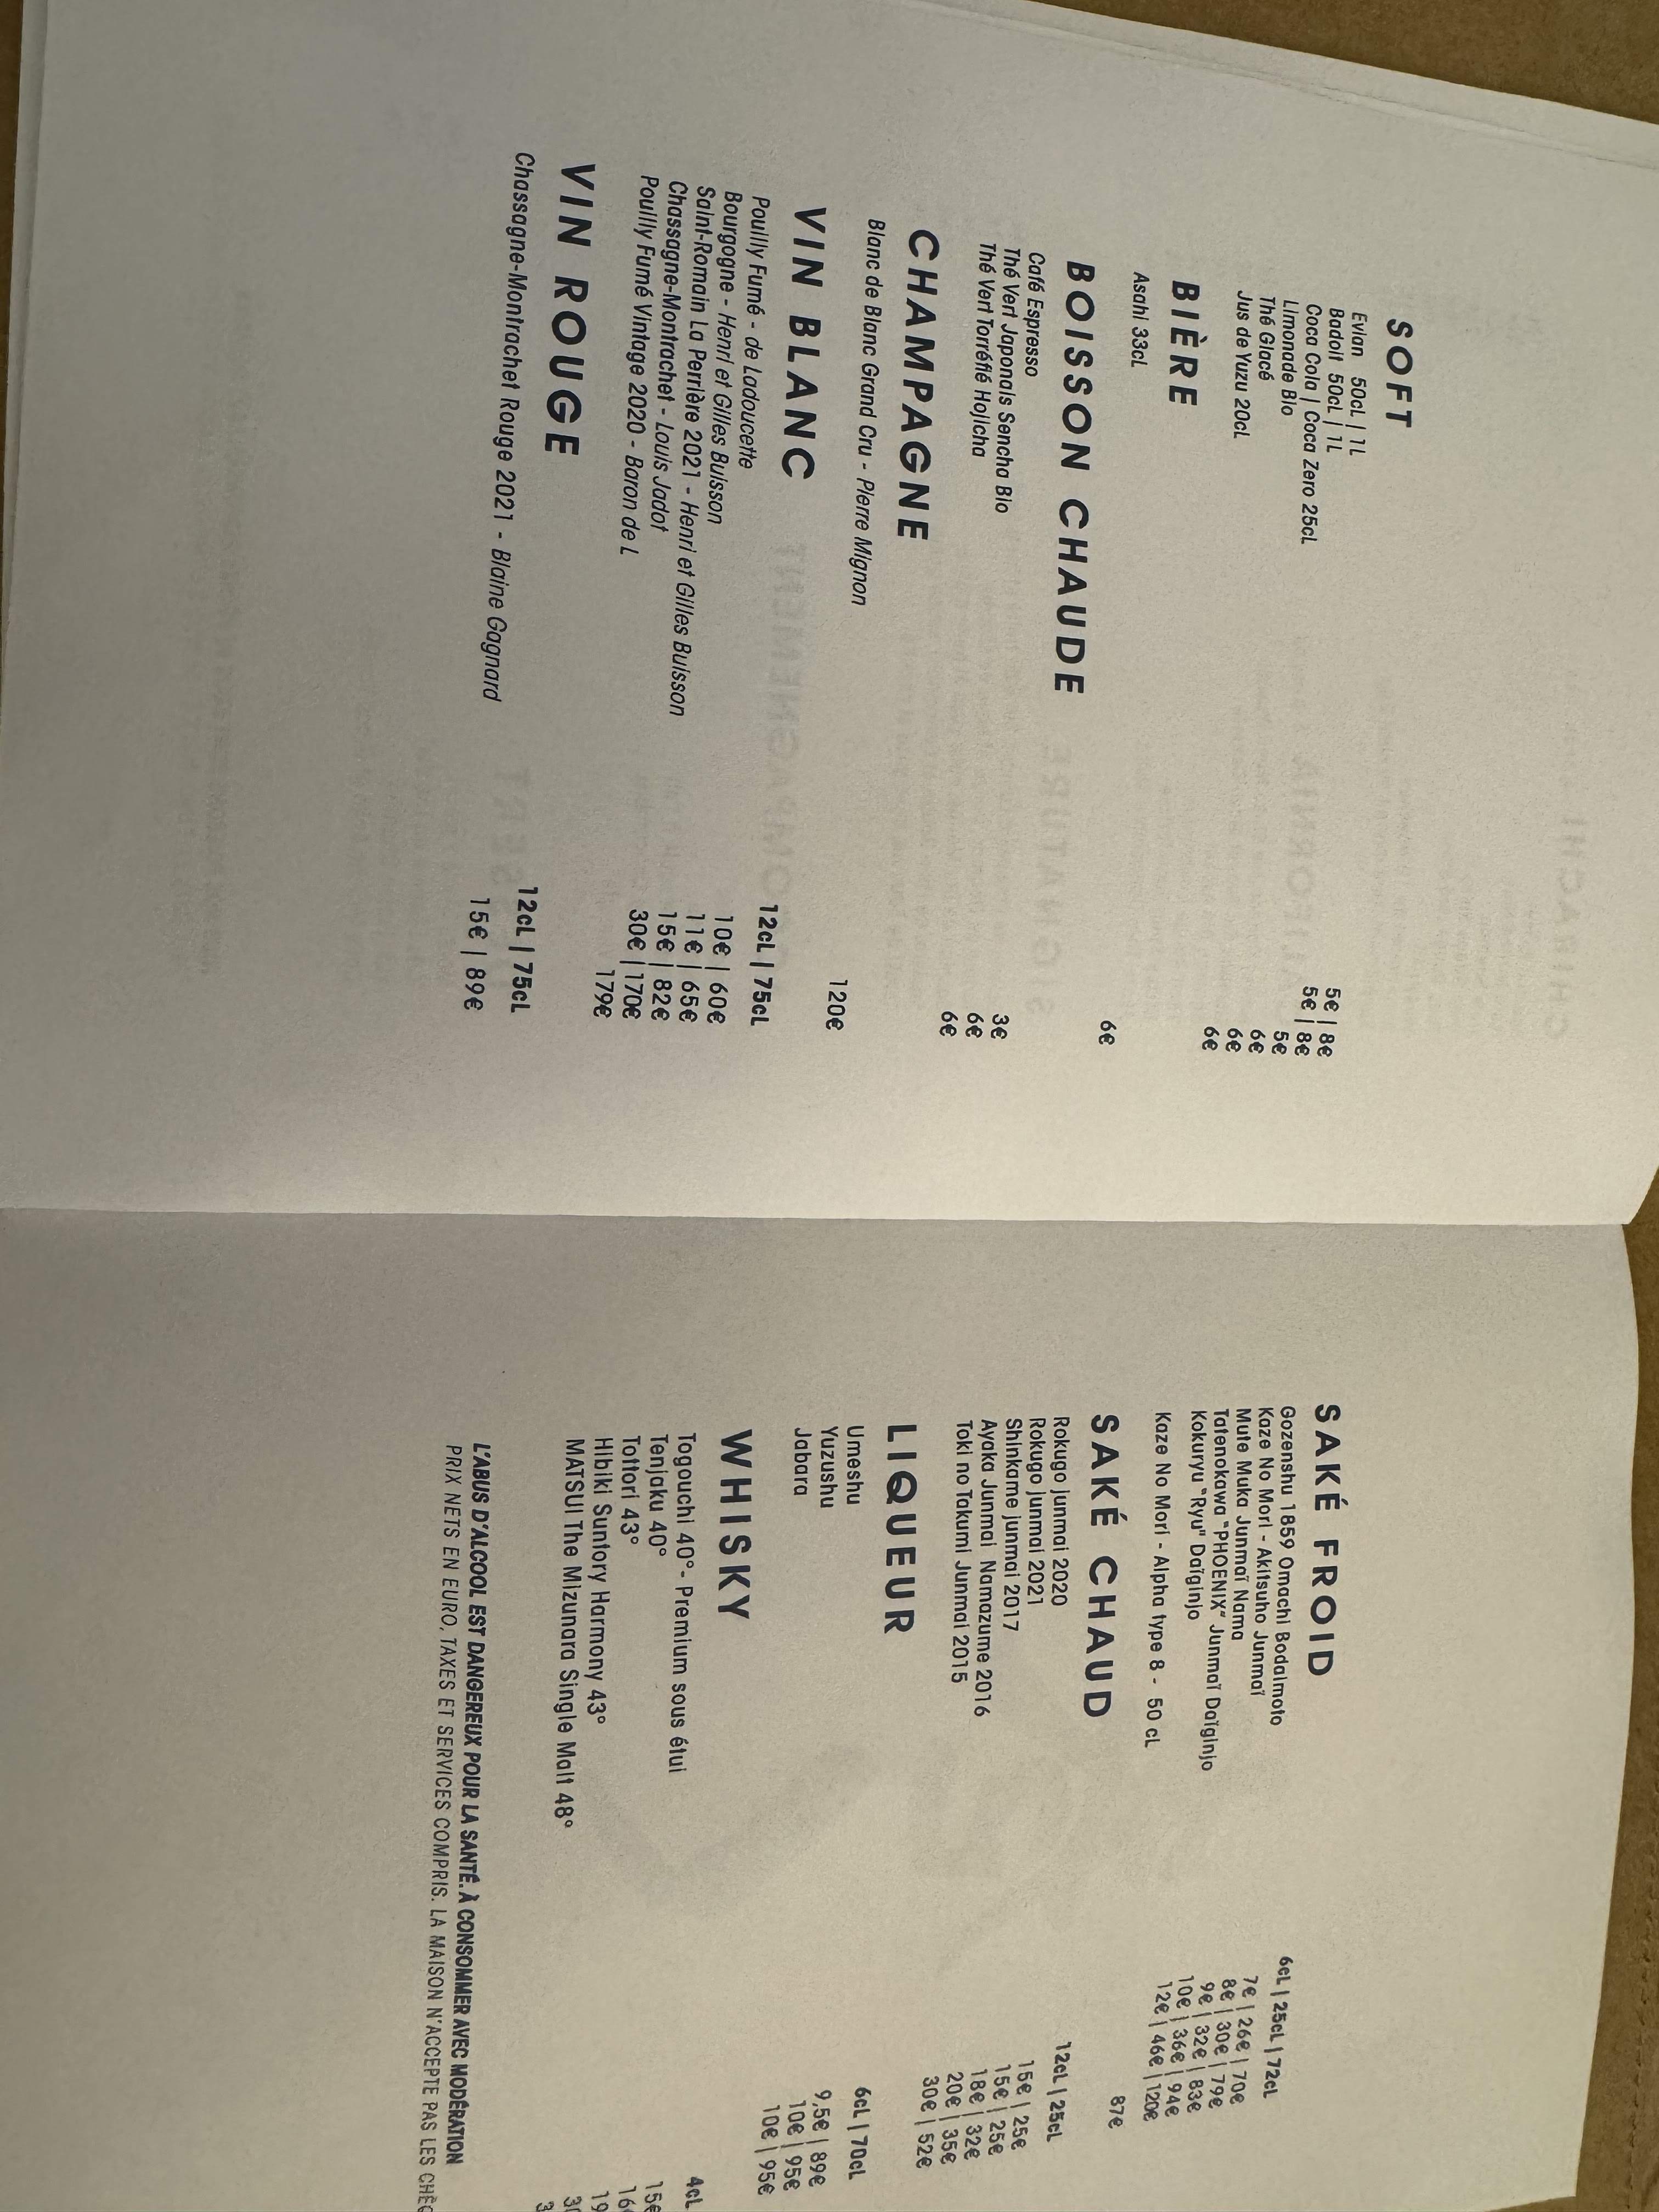 SOFT
Evian 50cL | 1L 5€ | 8€
Badoit 50cL | 1L 5€ | 8€
Coca Cola | Coca Zero 25cL 5€
Limonade Bio 6€
Thé Glacé 6€
Jus de Yuzu 20cL 6€
BIÈRE
Asahi 33cL 6€
BOISSON CHAUDE
Café Espresso 3€
Thé Vert Japonais Sencha Bio 6€
Thé Vert Torréfié Hojicha 6€
CHAMPAGNE
Blanc de Blanc Grand Cru - Pierre Mignon 120€
VIN BLANC 12cL | 75cL
Pouilly Fumé - de Ladoucette 10€ | 60€
Bourgogne - Henri et Gilles Buisson 11€ | 65€
Saint-Romain La Perrière 2021 - Henri et Gilles Buisson 15€ | 82€
Chassagne-Montrachet - Louis Jadot 30€ | 170€
Pouilly Fumé Vintage 2020 - Baron de L 179€
VIN ROUGE 12cL | 75cL
Chassagne-Montrachet Rouge 2021 - Blaine Gagnard 15€ | 89€
SAKÉ FROID 6cL | 25cL | 72cL
Gozenshu 1859 Omachi Bodaimoto 7€ | 26€ | 70€
Kaze No Mori - Akitsuho Junmaï 8€ | 30€ | 79€
Mute Muka Junmaï Nama 9€ | 32€ | 83€
Tatenokawa "PHOENIX" Junmaï Daïginjo 10€ | 36€ | 94€
Kokuryu "Ryu" Daïginjo 12€ | 46€ | 120€
Kaze No Mori - Alpha type 8 - 50 cL 87€
SAKÉ CHAUD 12cL | 25cL
Rokugo junmai 2020 15€ | 25€
Rokugo junmai 2021 15€ | 25€
Shinkame junmai 2017 18€ | 32€
Ayaka Junmai Namazume 2016 20€ | 35€
Toki no Takumi Junmai 2015 30€ | 52€
LIQUEUR 6cL | 70cL
Umeshu 9,5€ | 89€
Yuzushu 10€ | 95€
Jabara 10€ | 95€
WHISKY 4cL
Togouchi 40° - Premium sous étui 15€
Tenjaku 40° 16€
Tottori 43°
Hibiki Suntory Harmony 43°
MATSUI The Mizunara Single Malt 48°
L'ABUS D'ALCOOL EST DANGEREUX POUR LA SANTÉ. À CONSOMMER AVEC MODÉRATION
PRIX NETS EN EURO, TAXES ET SERVICES COMPRIS. LA MAISON N'ACCEPTE PAS LES